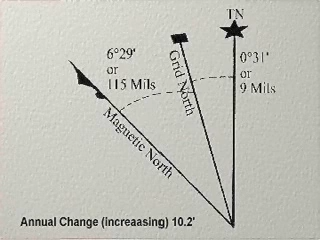 TN
6°29'
or
115 Mils
0°31'
or
9 Mils
Grid North
Magnetic North
Annual Change (increaasing) 10.2'